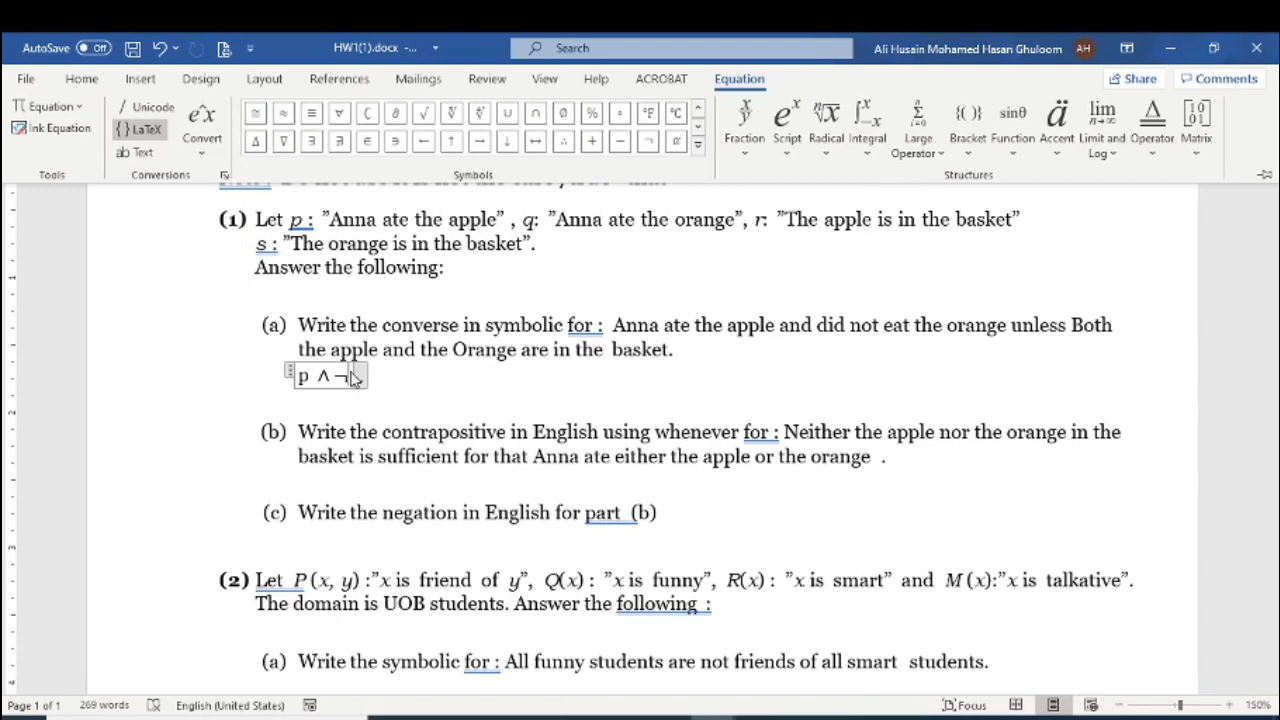 AutoSave Off HW1(1).docx -... Search Ali Husain Mohamed Hasan Ghuloom AH
File Home Insert Design Layout References Mailings Review View Help ACROBAT Equation Share Comments
π Equation / Unicode
Ink Equation {} LaTeX
ab Text
eˣx Convert
≅ ≈ ≡ ∀ ∁ ∂ √ ∛ ∜ ∪ ∩ ∅ % ° °F °C
∆ ∇ ∃ ∄ ∈ ∋ ← ↑ → ↓ ↔ ∴ + − ¬ α
Fraction Script Radical Integral Large Operator Bracket Function Accent Limit and Log Operator Matrix
Tools Conversions Symbols Structures
(1) Let p : ”Anna ate the apple” , q: ”Anna ate the orange”, r: ”The apple is in the basket”
s : ”The orange is in the basket”.
Answer the following:
(a) Write the converse in symbolic for : Anna ate the apple and did not eat the orange unless Both
the apple and the Orange are in the basket.
p ∧¬
(b) Write the contrapositive in English using whenever for : Neither the apple nor the orange in the
basket is sufficient for that Anna ate either the apple or the orange .
(c) Write the negation in English for part (b)
(2) Let P (x, y) :”x is friend of y”, Q(x) : ”x is funny”, R(x) : ”x is smart” and M (x):”x is talkative”.
The domain is UOB students. Answer the following :
(a) Write the symbolic for : All funny students are not friends of all smart students.
Page 1 of 1 269 words English (United States) Focus 150%